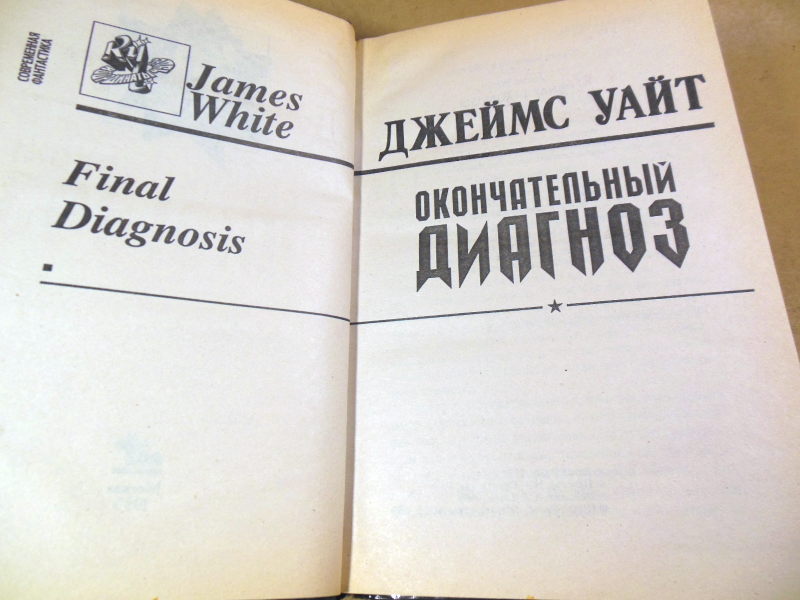 СОВРЕМЕННАЯ
ФАНТАСТИКА
James
White
Final
Diagnosis
ДЖЕЙМС УАЙТ
ОКОНЧАТЕЛЬНЫЙ
ДИАГНОЗ